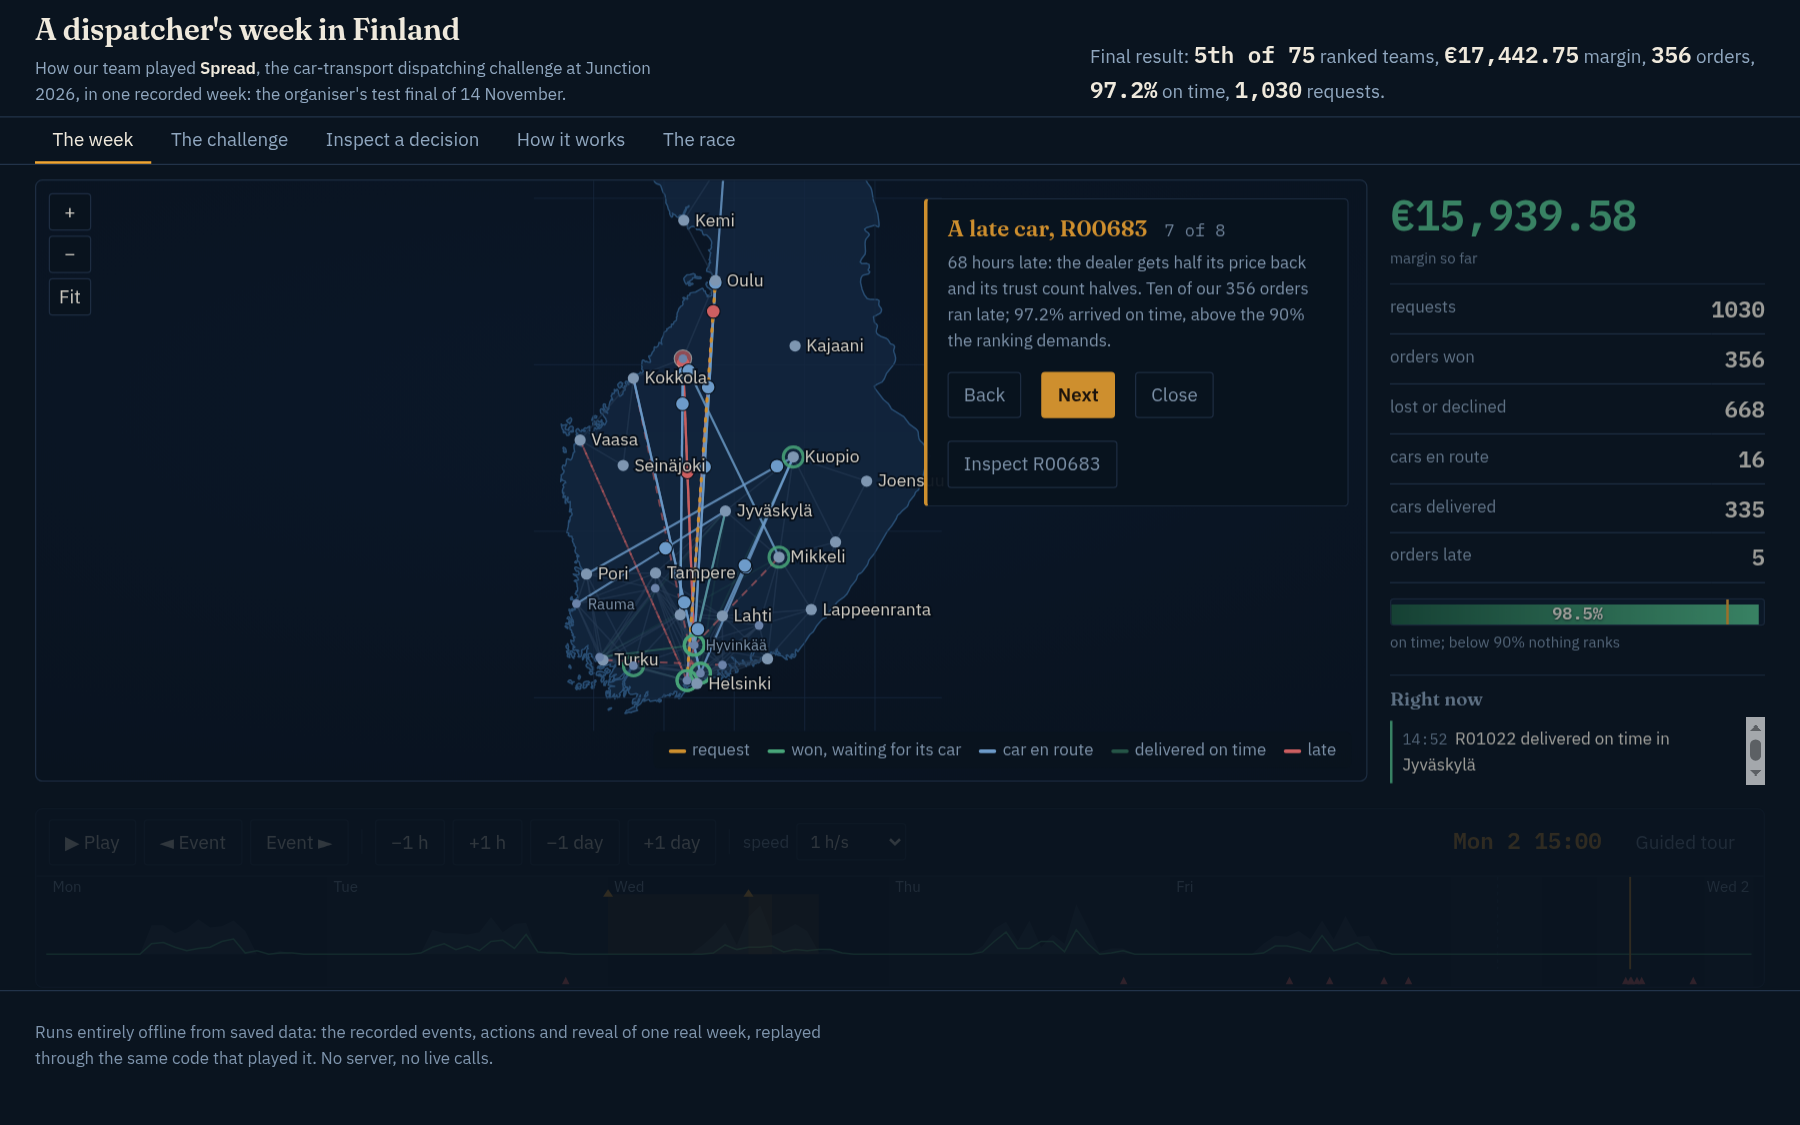 A dispatcher's week in Finland
How our team played Spread, the car-transport dispatching challenge at Junction
2026, in one recorded week: the organiser's test final of 14 November.
Final result: 5th of 75 ranked teams, €17,442.75 margin, 356 orders,
97.2% on time, 1,030 requests.
The week
The challenge
Inspect a decision
How it works
The race
+
−
Fit
Kemi
Oulu
Kajaani
Kokkola
Vaasa
Seinäjoki
Kuopio
Joensuu
Jyväskylä
Mikkeli
Pori
Tampere
Rauma
Lahti
Lappeenranta
Hyvinkää
Turku
Helsinki
A late car, R00683 7 of 8
68 hours late: the dealer gets half its price back
and its trust count halves. Ten of our 356 orders
ran late; 97.2% arrived on time, above the 90%
the ranking demands.
Back
Next
Close
Inspect R00683
request
won, waiting for its car
car en route
delivered on time
late
€15,939.58
margin so far
requests 1030
orders won 356
lost or declined 668
cars en route 16
cars delivered 335
orders late 5
98.5%
on time; below 90% nothing ranks
Right now
14:52 R01022 delivered on time in
Jyväskylä
▶ Play
◄ Event
Event ►
−1 h
+1 h
−1 day
+1 day
speed
1 h/s
Mon 2 15:00
Guided tour
Mon
Tue
Wed
Thu
Fri
Wed 2
Runs entirely offline from saved data: the recorded events, actions and reveal of one real week, replayed
through the same code that played it. No server, no live calls.